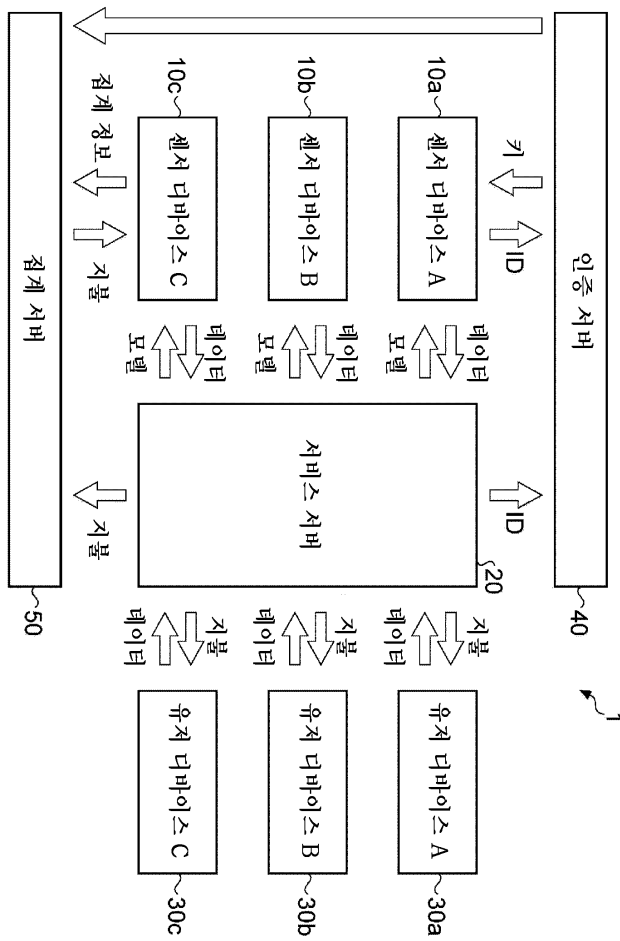 1
인증 서버
40
키
ID
ID
20
10a
센서 디바이스 A
데이터
모델
지불
데이터
유저 디바이스 A
30a
10b
센서 디바이스 B
데이터
모델
서비스 서버
지불
데이터
유저 디바이스 B
30b
10c
센서 디바이스 C
데이터
모델
지불
데이터
유저 디바이스 C
30c
집계 정보
지불
지불
집계 서버
50